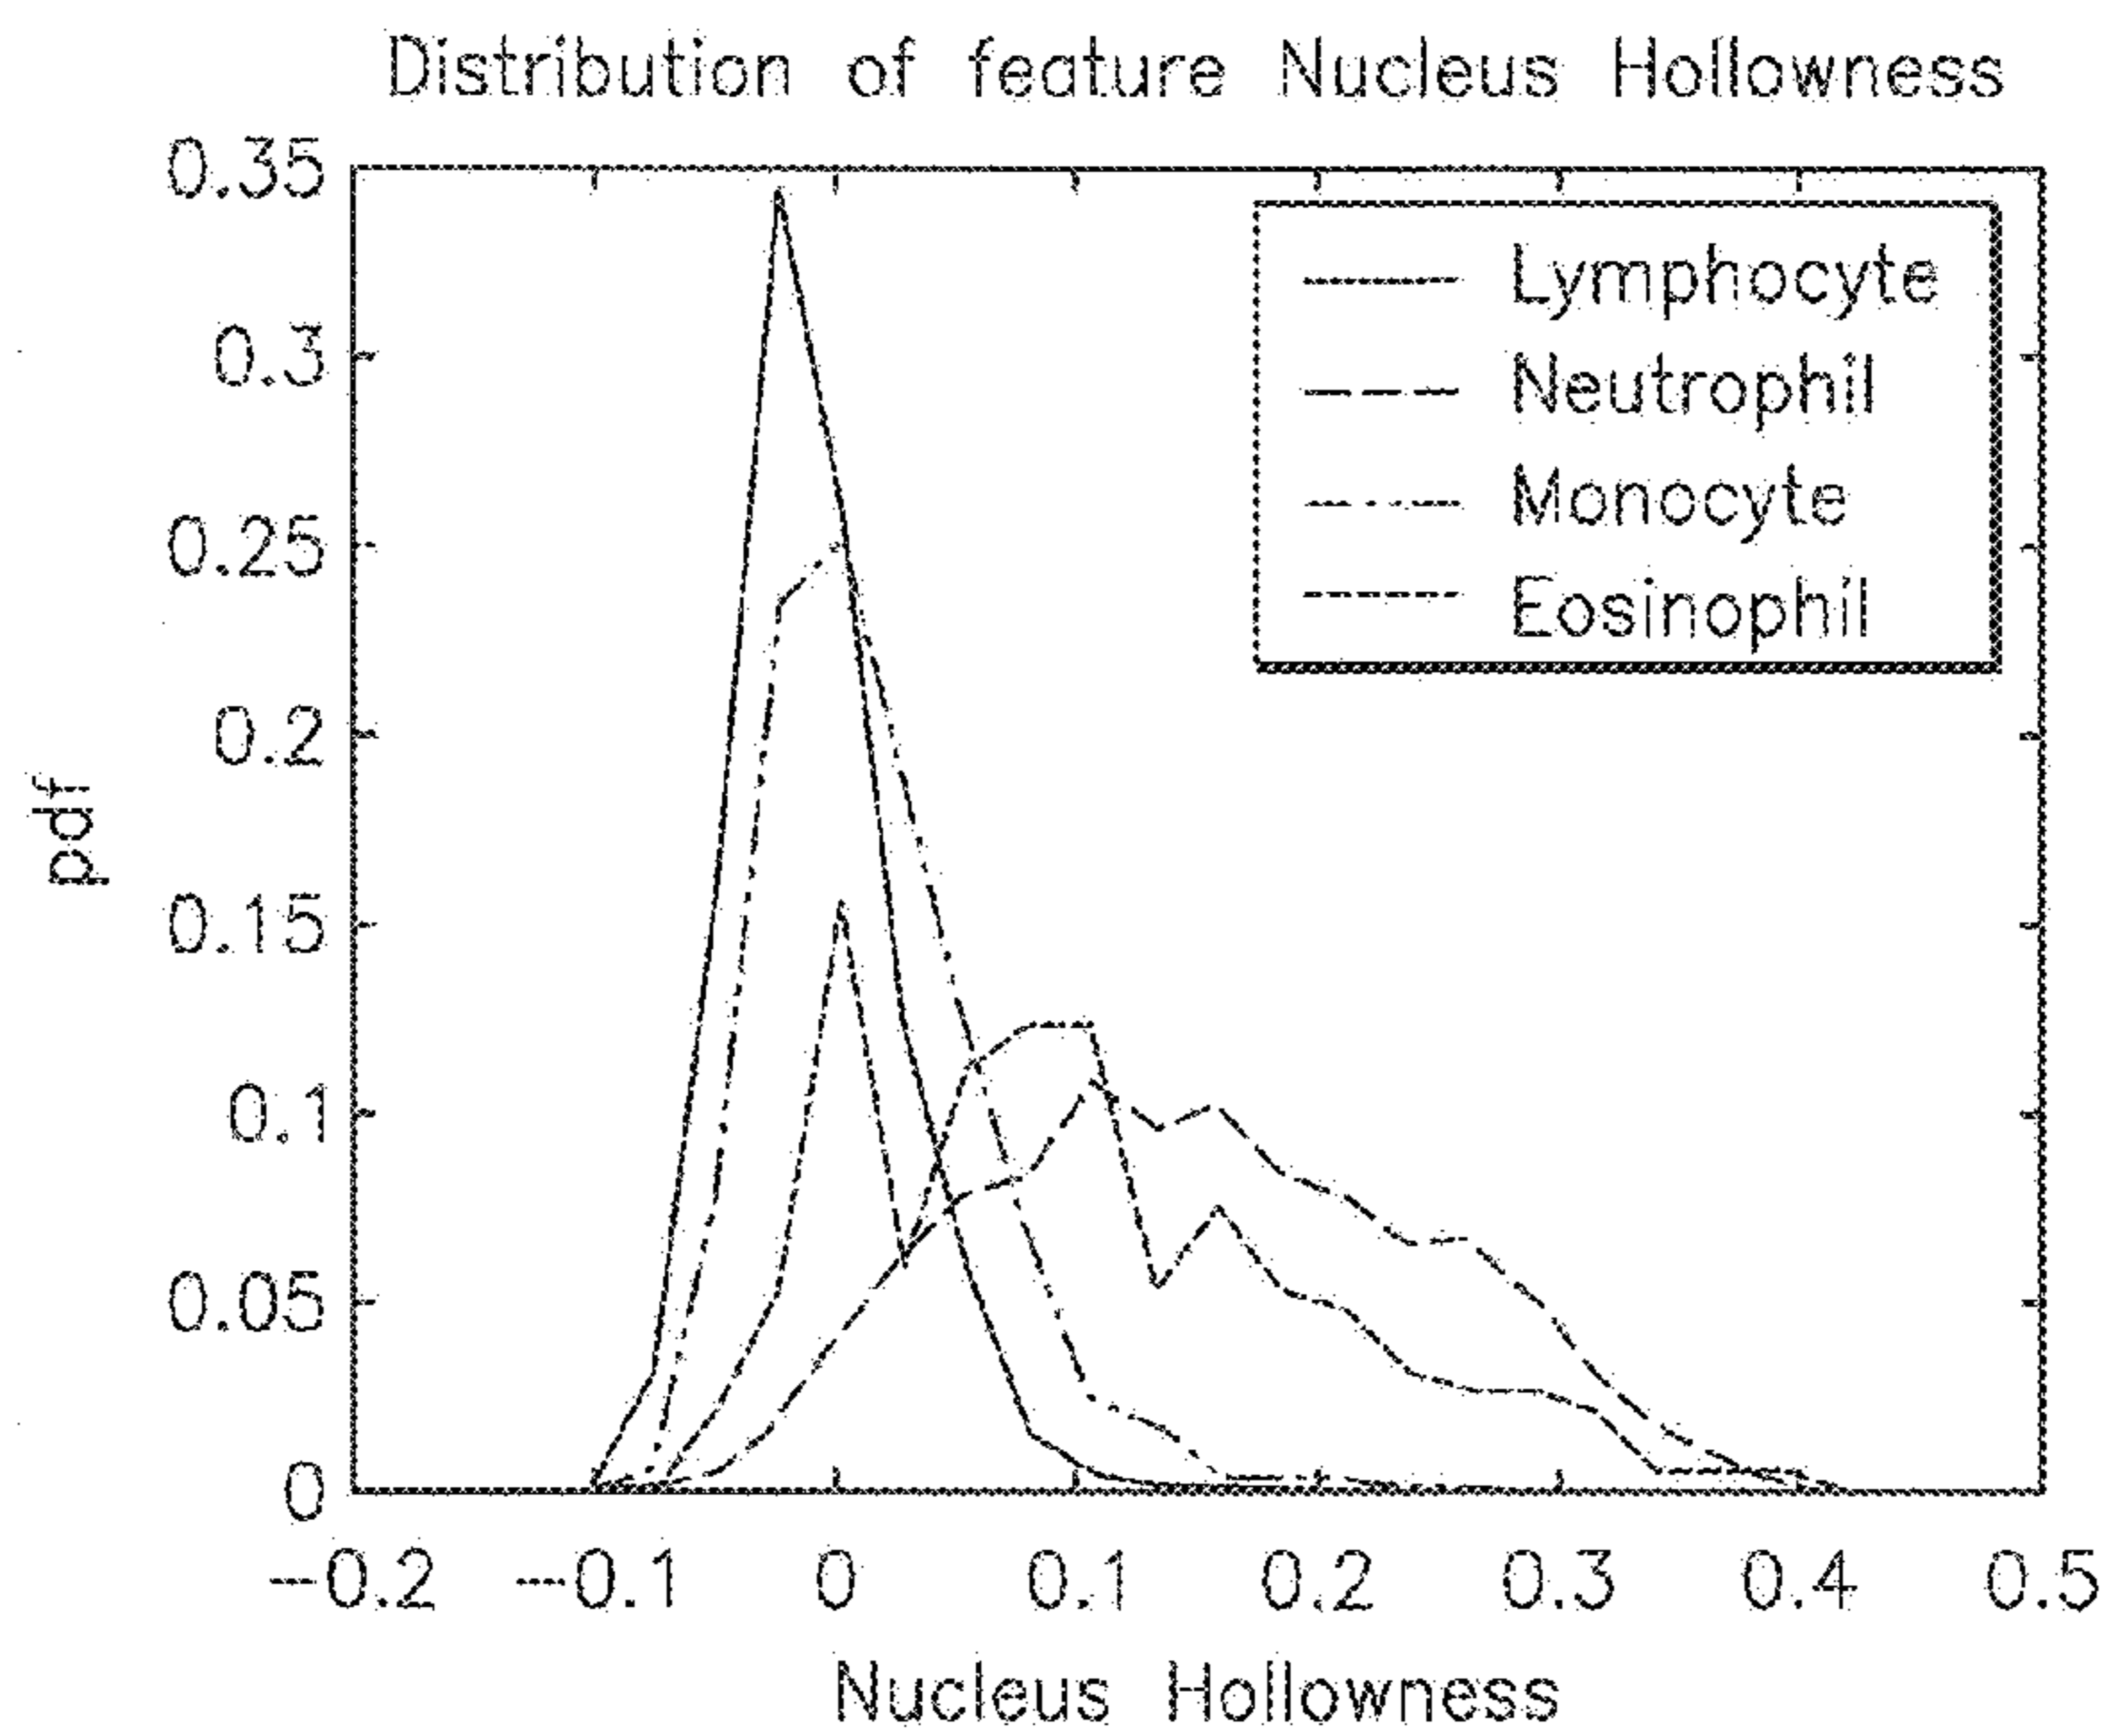 Distribution of feature Nucleus Hollowness
0.35
0.3
0.25
0.2
0.15
0.1
0.05
0
pdf
Lymphocyte
Neutrophil
Monocyte
Eosinophil
-0.2 -0.1 0 0.1 0.2 0.3 0.4 0.5
Nucleus Hollowness